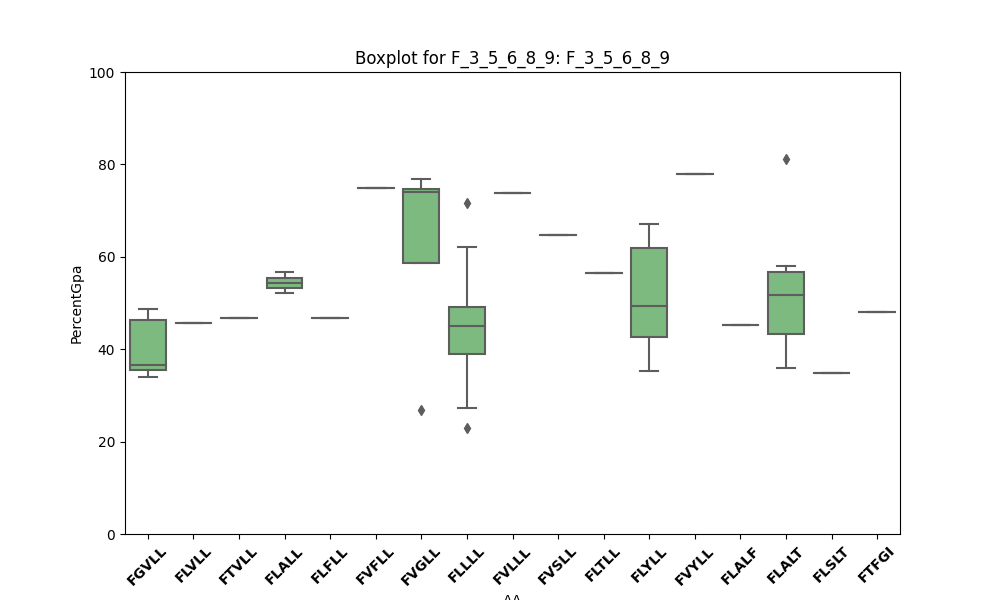 Boxplot for F_3_5_6_8_9: F_3_5_6_8_9
100
80
60
40
20
0
PercentGpa
FGVLL
FLVLL
FTVLL
FLALL
FLFLL
FVFLL
FVGLL
FLLLL
FVLLL
FVSLL
FLTLL
FLYLL
FVYLL
FLALF
FLALT
FLSLT
FTFGI
AA